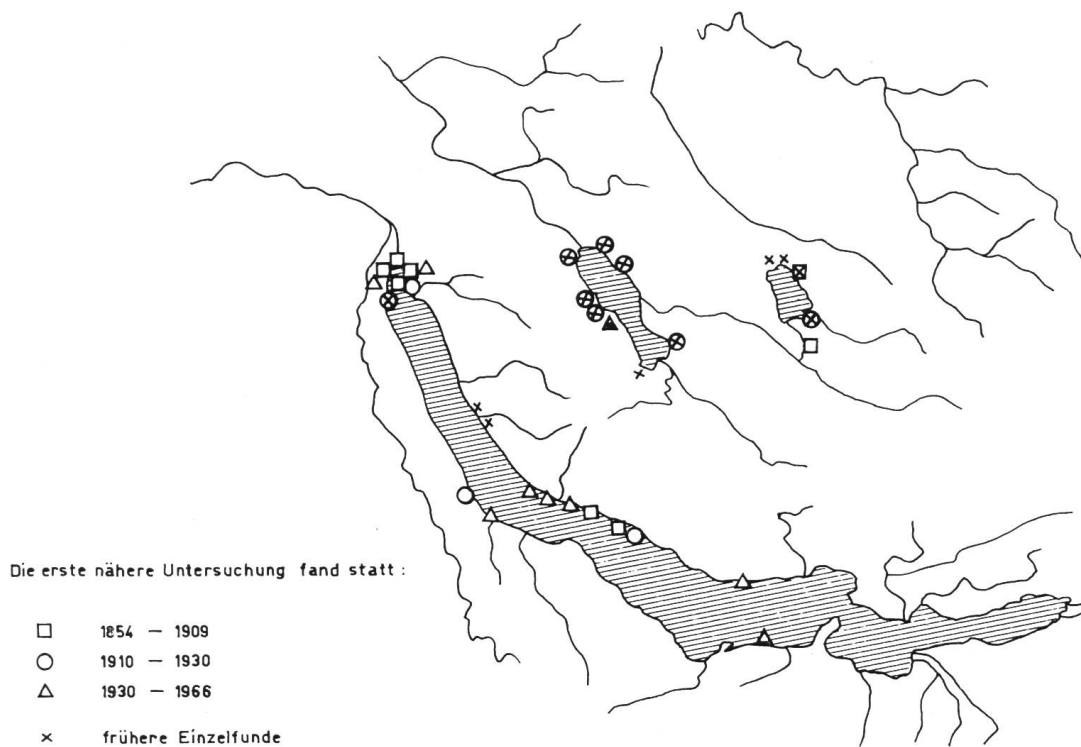 Die erste nähere Untersuchung fand statt :
□ 1854 — 1909
○ 1910 — 1930
△ 1930 — 1966
× frühere Einzelfunde